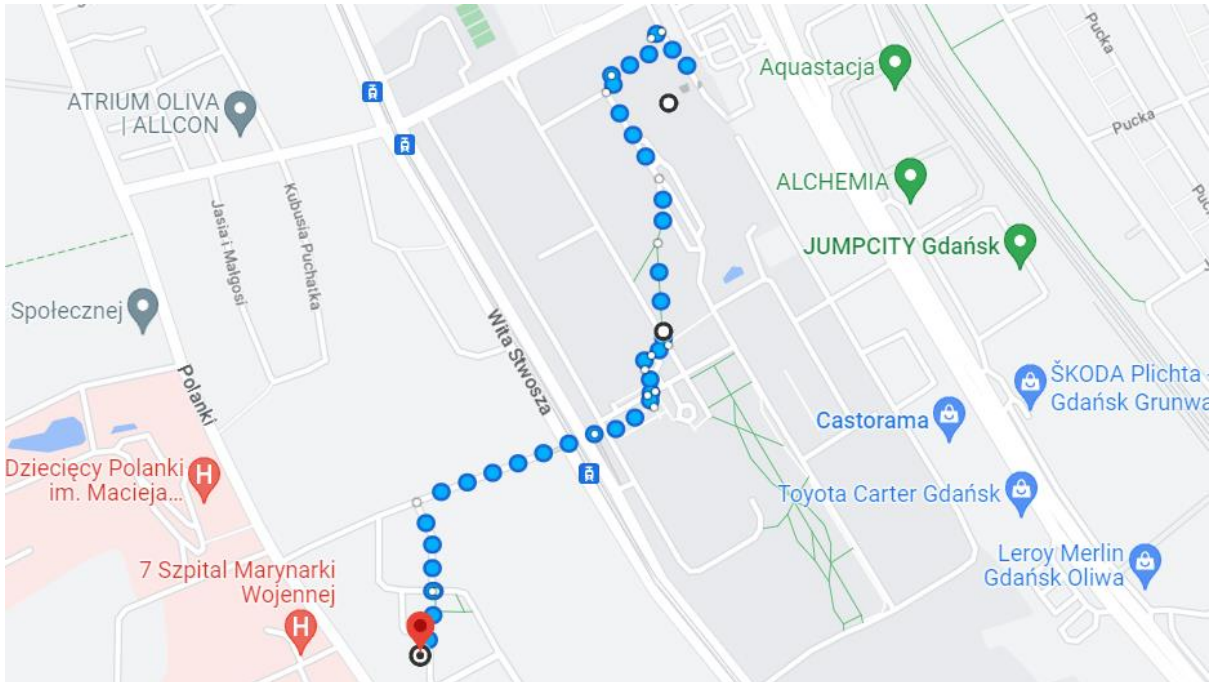 Pucka
Aquastacja
ATRIUM OLIVA
| ALLCON
Pucka
ALCHEMIA
Jasia i Małgosi
Kubusia Puchatka
JUMPCITY Gdańsk
Społecznej
Wita Stwosza
Polanki
ŠKODA Plichta -
Gdańsk Grunwa
Castorama
H
Dziecięcy Polanki
im. Macieja...
Toyota Carter Gdańsk
Leroy Merlin
Gdańsk Oliwa
7 Szpital Marynarki
Wojennej
H